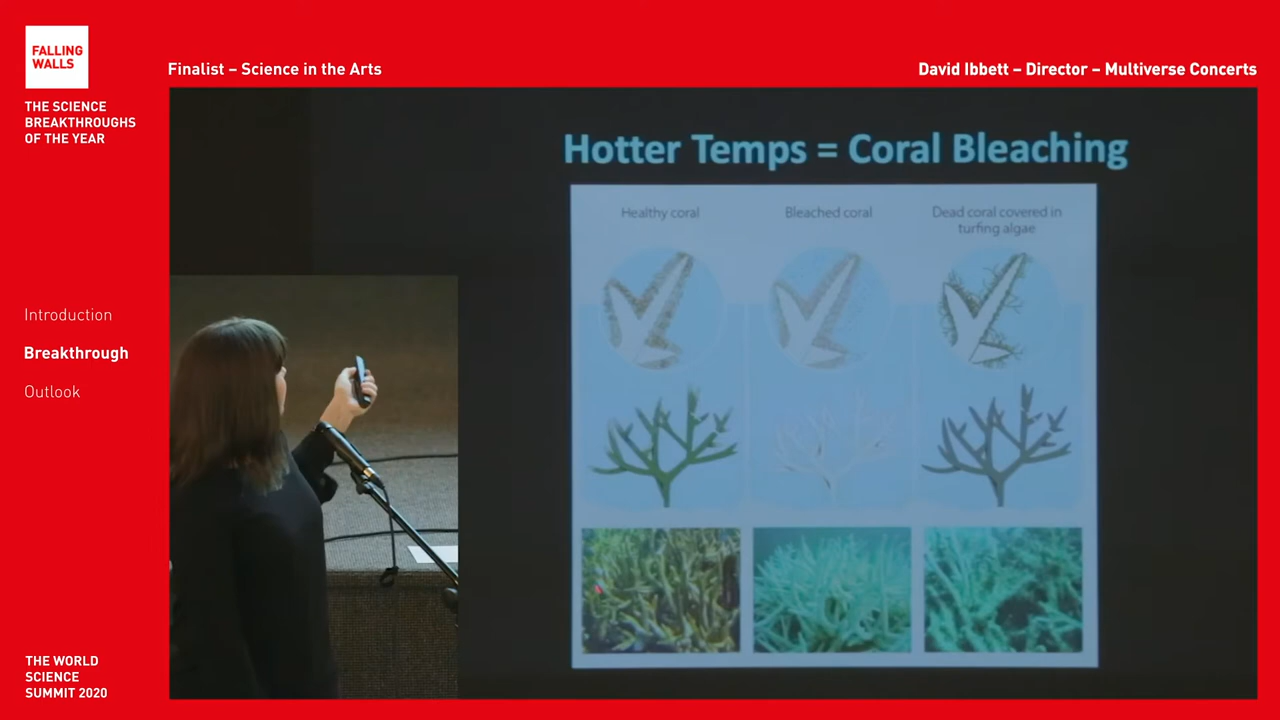 FALLING
WALLS
THE SCIENCE
BREAKTHROUGHS
OF THE YEAR
Finalist – Science in the Arts
David Ibbett – Director – Multiverse Concerts
Hotter Temps = Coral Bleaching
Healthy coral
Bleached coral
Dead coral covered in
turfing algae
Introduction
Breakthrough
Outlook
THE WORLD
SCIENCE
SUMMIT 2020